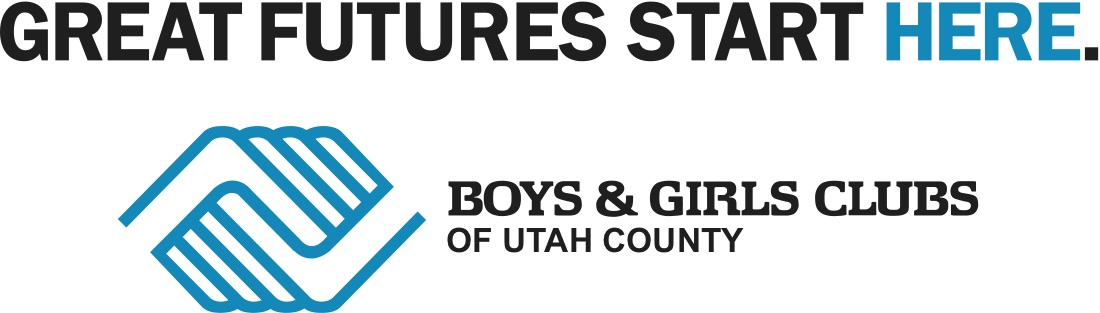 GREAT FUTURES START HERE.
BOYS & GIRLS CLUBS
OF UTAH COUNTY